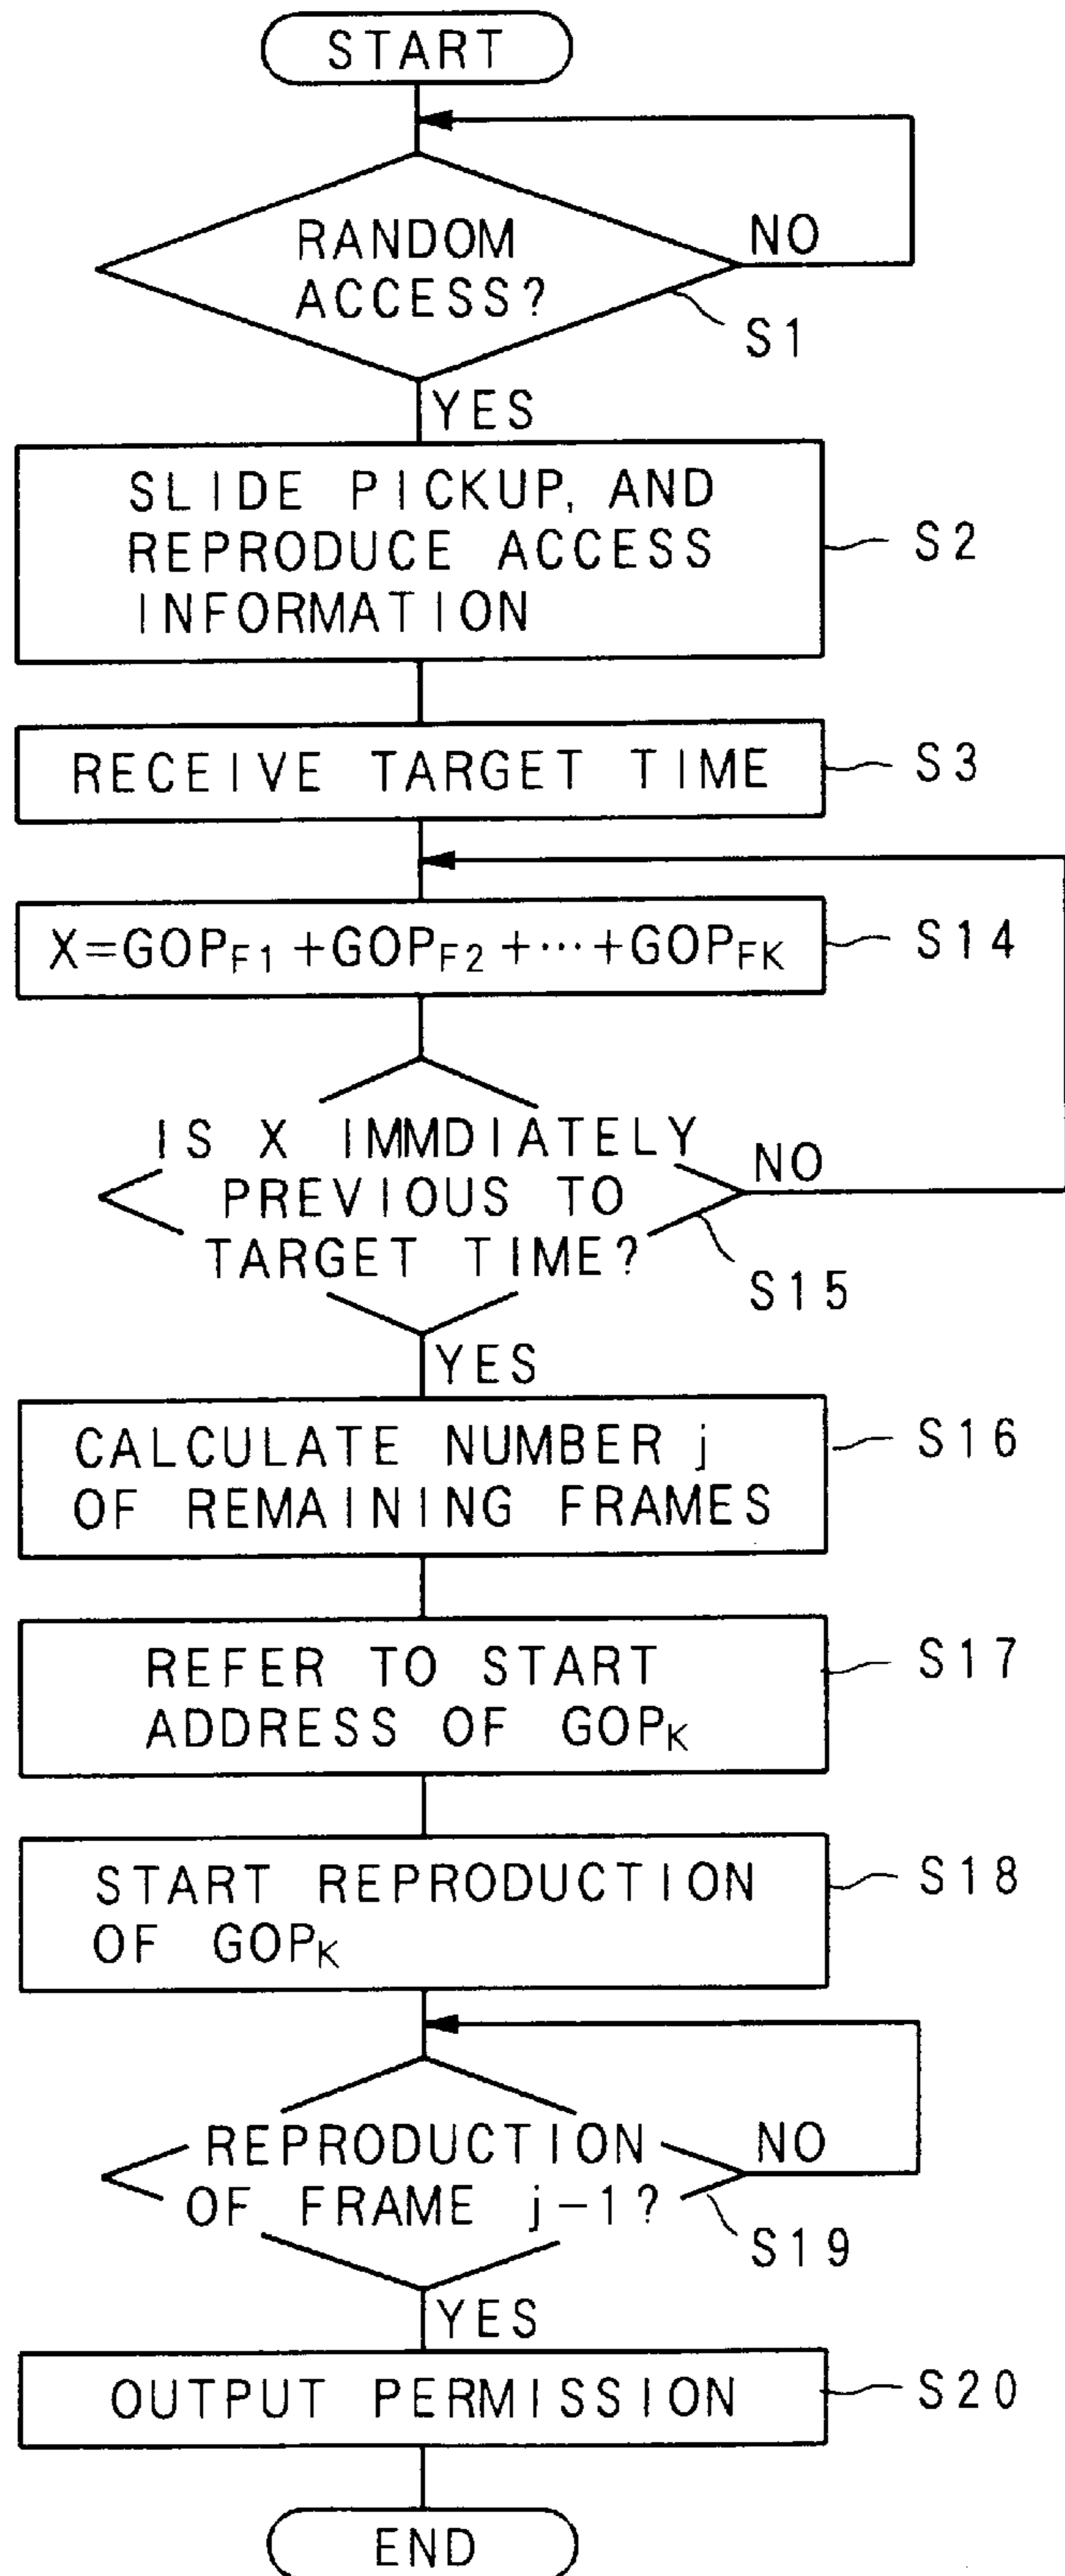 START
RANDOM
ACCESS?
NO
S1
YES
SLIDE PICKUP, AND
REPRODUCE ACCESS
INFORMATION
S2
RECEIVE TARGET TIME
S3
X=GOPF1+GOPF2+···+GOPFK
S14
IS X IMMDIATELY
PREVIOUS TO
TARGET TIME?
NO
S15
YES
CALCULATE NUMBER j
OF REMAINING FRAMES
S16
REFER TO START
ADDRESS OF GOPK
S17
START REPRODUCTION
OF GOPK
S18
REPRODUCTION
OF FRAME j-1?
NO
S19
YES
OUTPUT PERMISSION
S20
END